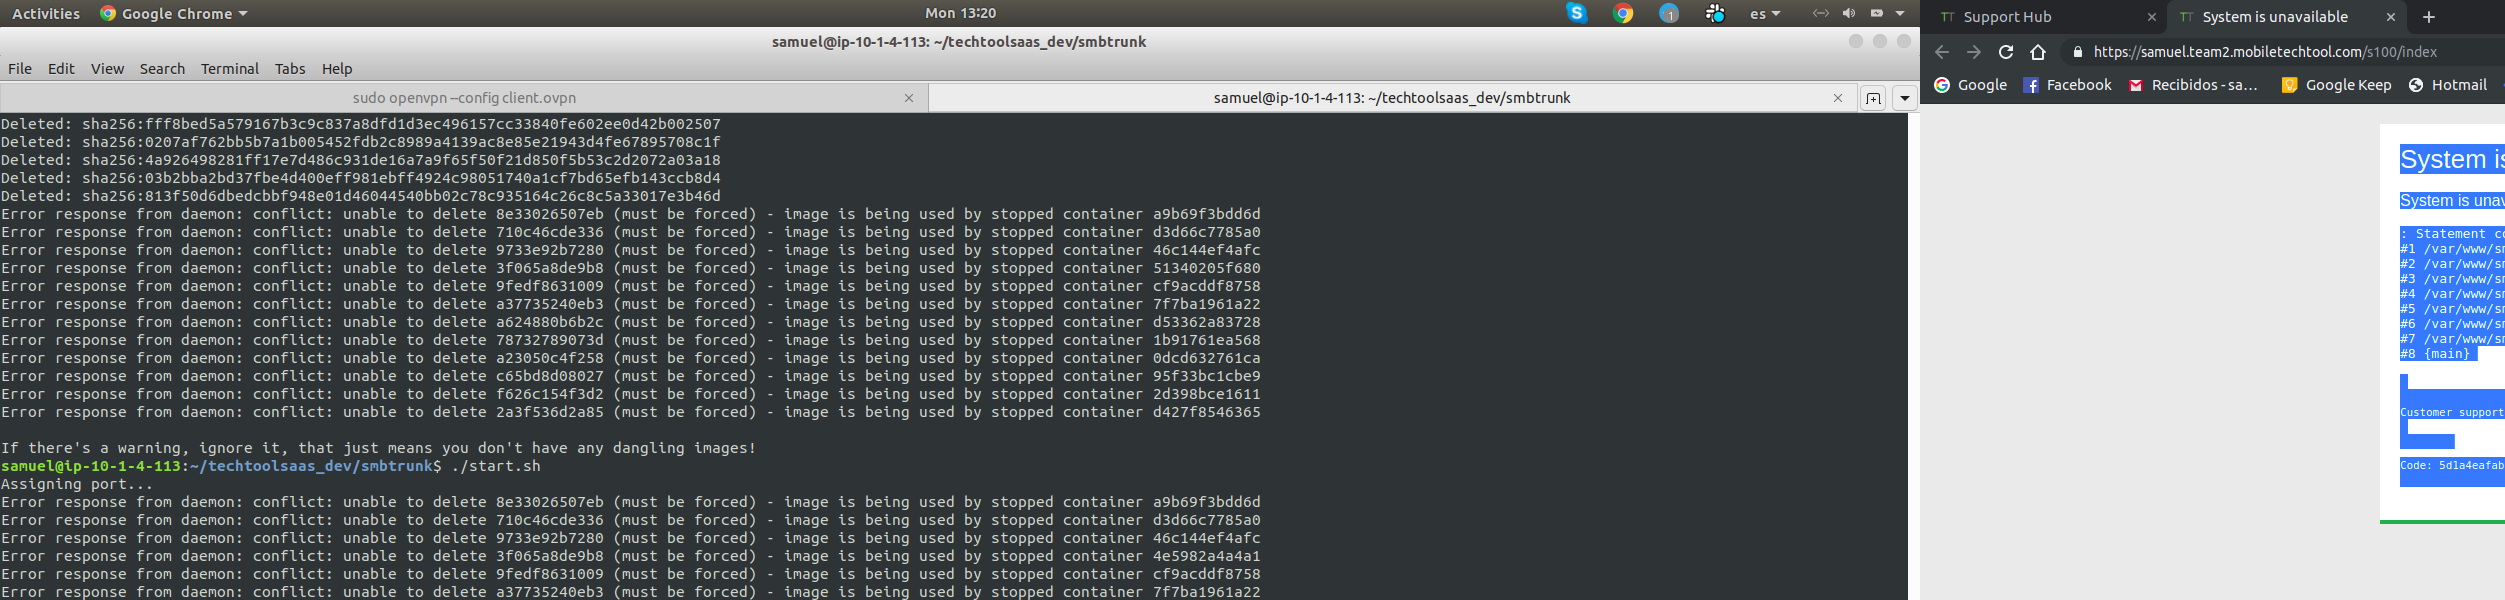 Activities Google Chrome Mon 13:20 1 es
samuel@ip-10-1-4-113: ~/techtoolsaas_dev/smbtrunk
File Edit View Search Terminal Tabs Help
sudo openvpn --config client.ovpn × samuel@ip-10-1-4-113: ~/techtoolsaas_dev/smbtrunk ×
Deleted: sha256:fff8bed5a579167b3c9c837a8dfd1d3ec496157cc33840fe602ee0d42b002507
Deleted: sha256:0207af762bb5b7a1b005452fdb2c8989a4139ac8e85e21943d4fe67895708c1f
Deleted: sha256:4a926498281ff17e7d486c931de16a7a9f65f50f21d850f5b53c2d2072a03a18
Deleted: sha256:03b2bba2bd37fbe4d400eff981ebff4924c98051740a1cf7bd65efb143ccb8d4
Deleted: sha256:813f50d6dbedcbbf948e01d46044540bb02c78c935164c26c8c5a33017e3b46d
Error response from daemon: conflict: unable to delete 8e33026507eb (must be forced) - image is being used by stopped container a9b69f3bdd6d
Error response from daemon: conflict: unable to delete 710c46cde336 (must be forced) - image is being used by stopped container d3d66c7785a0
Error response from daemon: conflict: unable to delete 9733e92b7280 (must be forced) - image is being used by stopped container 46c144ef4afc
Error response from daemon: conflict: unable to delete 3f065a8de9b8 (must be forced) - image is being used by stopped container 51340205f680
Error response from daemon: conflict: unable to delete 9fedf8631009 (must be forced) - image is being used by stopped container cf9acddf8758
Error response from daemon: conflict: unable to delete a37735240eb3 (must be forced) - image is being used by stopped container 7f7ba1961a22
Error response from daemon: conflict: unable to delete a624880b6b2c (must be forced) - image is being used by stopped container d53362a83728
Error response from daemon: conflict: unable to delete 78732789073d (must be forced) - image is being used by stopped container 1b91761ea568
Error response from daemon: conflict: unable to delete a23050c4f258 (must be forced) - image is being used by stopped container 0dcd632761ca
Error response from daemon: conflict: unable to delete c65bd8d08027 (must be forced) - image is being used by stopped container 95f33bc1cbe9
Error response from daemon: conflict: unable to delete f626c154f3d2 (must be forced) - image is being used by stopped container 2d398bce1611
Error response from daemon: conflict: unable to delete 2a3f536d2a85 (must be forced) - image is being used by stopped container d427f8546365
If there's a warning, ignore it, that just means you don't have any dangling images!
samuel@ip-10-1-4-113:~/techtoolsaas_dev/smbtrunk$ ./start.sh
Assigning port...
Error response from daemon: conflict: unable to delete 8e33026507eb (must be forced) - image is being used by stopped container a9b69f3bdd6d
Error response from daemon: conflict: unable to delete 710c46cde336 (must be forced) - image is being used by stopped container d3d66c7785a0
Error response from daemon: conflict: unable to delete 9733e92b7280 (must be forced) - image is being used by stopped container 46c144ef4afc
Error response from daemon: conflict: unable to delete 3f065a8de9b8 (must be forced) - image is being used by stopped container 4e5982a4a4a1
Error response from daemon: conflict: unable to delete 9fedf8631009 (must be forced) - image is being used by stopped container cf9acddf8758
Error response from daemon: conflict: unable to delete a37735240eb3 (must be forced) - image is being used by stopped container 7f7ba1961a22
TT Support Hub × TT System is unavailable × +
https://samuel.team2.mobiletechtool.com/s100/index
Google Facebook Recibidos - sa... Google Keep Hotmail
System is
System is unav
: Statement co
#1 /var/www/sm
#2 /var/www/sm
#3 /var/www/sm
#4 /var/www/sm
#5 /var/www/sm
#6 /var/www/sm
#7 /var/www/sm
#8 {main}
Customer support
Code: 5d1a4eafab